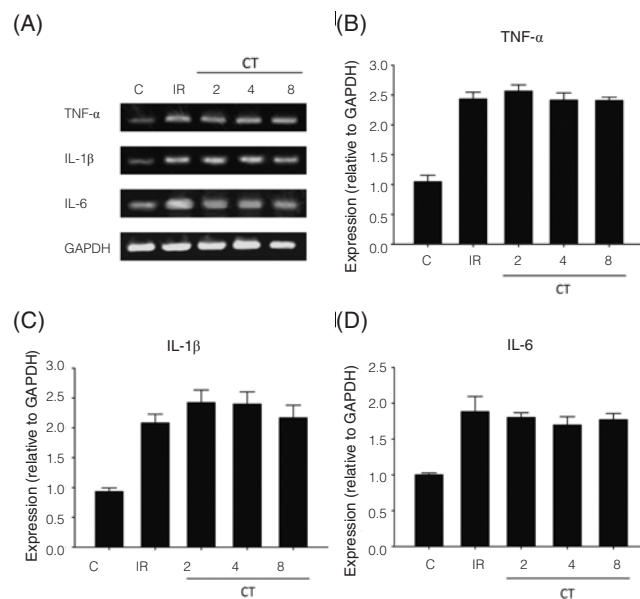 (A)
CT
C IR 2 4 8
TNF-α
IL-1β
IL-6
GAPDH
(B)
TNF-α
Expression (relative to GAPDH)
3.0
2.5
2.0
1.5
1.0
0.5
0.0
C IR 2 4 8
CT
(C)
IL-1β
Expression (relative to GAPDH)
3.0
2.5
2.0
1.5
1.0
0.5
0.0
C IR 2 4 8
CT
(D)
IL-6
Expression (relative to GAPDH)
2.5
2.0
1.5
1.0
0.5
0.0
C IR 2 4 8
CT